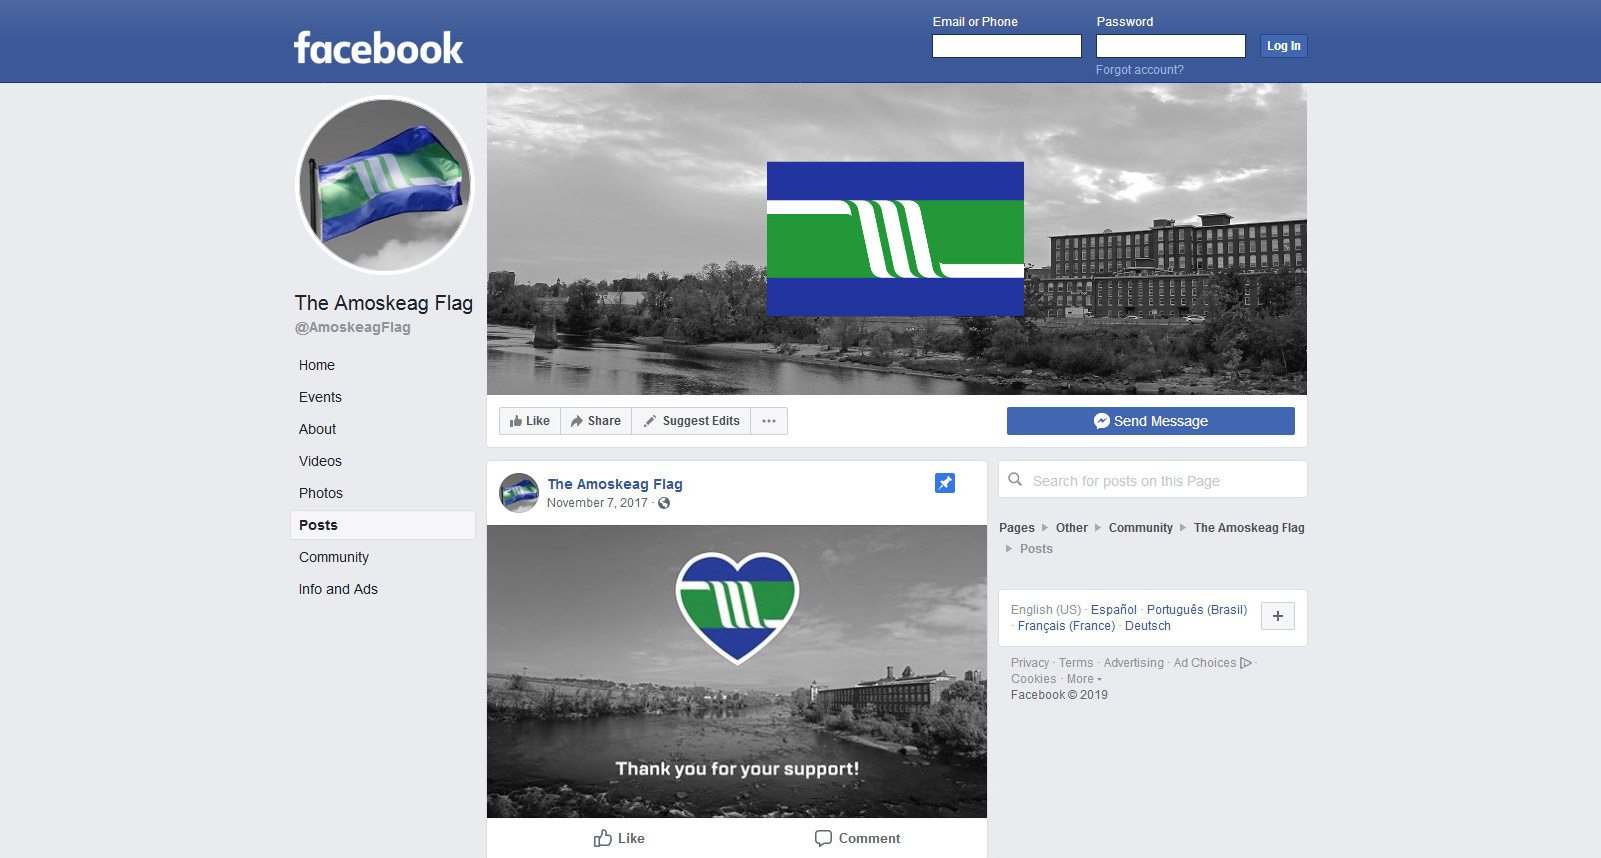 facebook
Email or Phone
Password
Log In
Forgot account?
The Amoskeag Flag
@AmoskeagFlag
Home
Events
About
Videos
Photos
Posts
Community
Info and Ads
Like
Share
Suggest Edits
Send Message
The Amoskeag Flag
November 7, 2017 ·
Thank you for your support!
Like
Comment
Search for posts on this Page
Pages
Other
Community
The Amoskeag Flag
Posts
English (US) · Español · Português (Brasil)
· Français (France) · Deutsch
Privacy · Terms · Advertising · Ad Choices ·
Cookies · More
Facebook © 2019